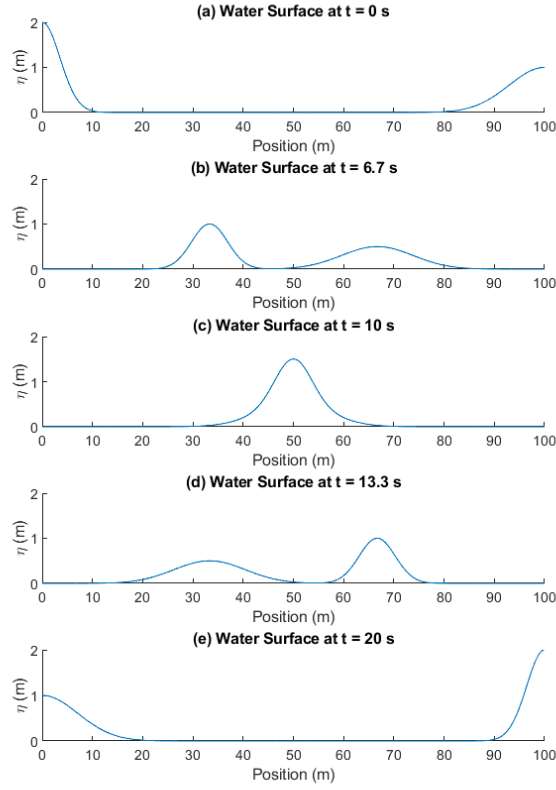 (a) Water Surface at t = 0 s
2
1
0
η (m)
0 10 20 30 40 50 60 70 80 90 100
Position (m)
(b) Water Surface at t = 6.7 s
2
1
0
η (m)
0 10 20 30 40 50 60 70 80 90 100
Position (m)
(c) Water Surface at t = 10 s
2
1
0
η (m)
0 10 20 30 40 50 60 70 80 90 100
Position (m)
(d) Water Surface at t = 13.3 s
2
1
0
η (m)
0 10 20 30 40 50 60 70 80 90 100
Position (m)
(e) Water Surface at t = 20 s
2
1
0
η (m)
0 10 20 30 40 50 60 70 80 90 100
Position (m)